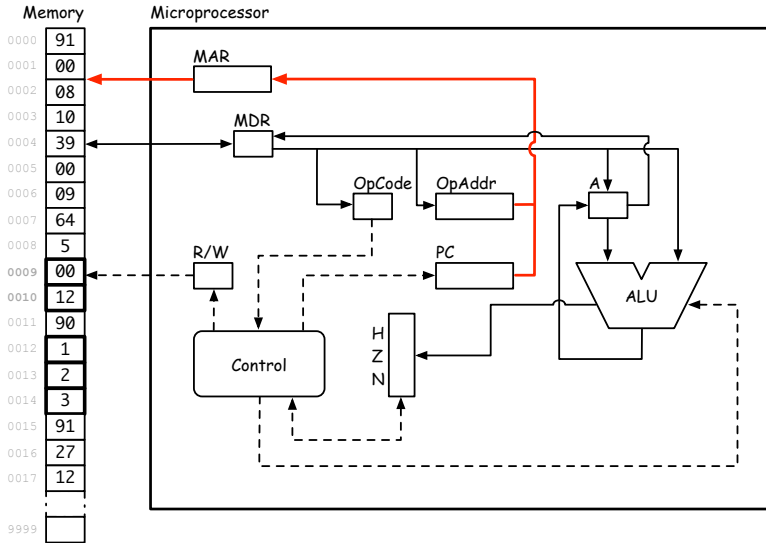 Memory Microprocessor
0000 91
0001 00
MAR
0002 08
0003 10
MDR
0004 39
0005 00
OpCode OpAddr A
0006 09
0007 64
0008 5
R/W PC
0009 00
0010 12
ALU
0011 90
H
0012 1
Z
Control
0013 2
N
0014 3
0015 91
0016 27
0017 12
9999